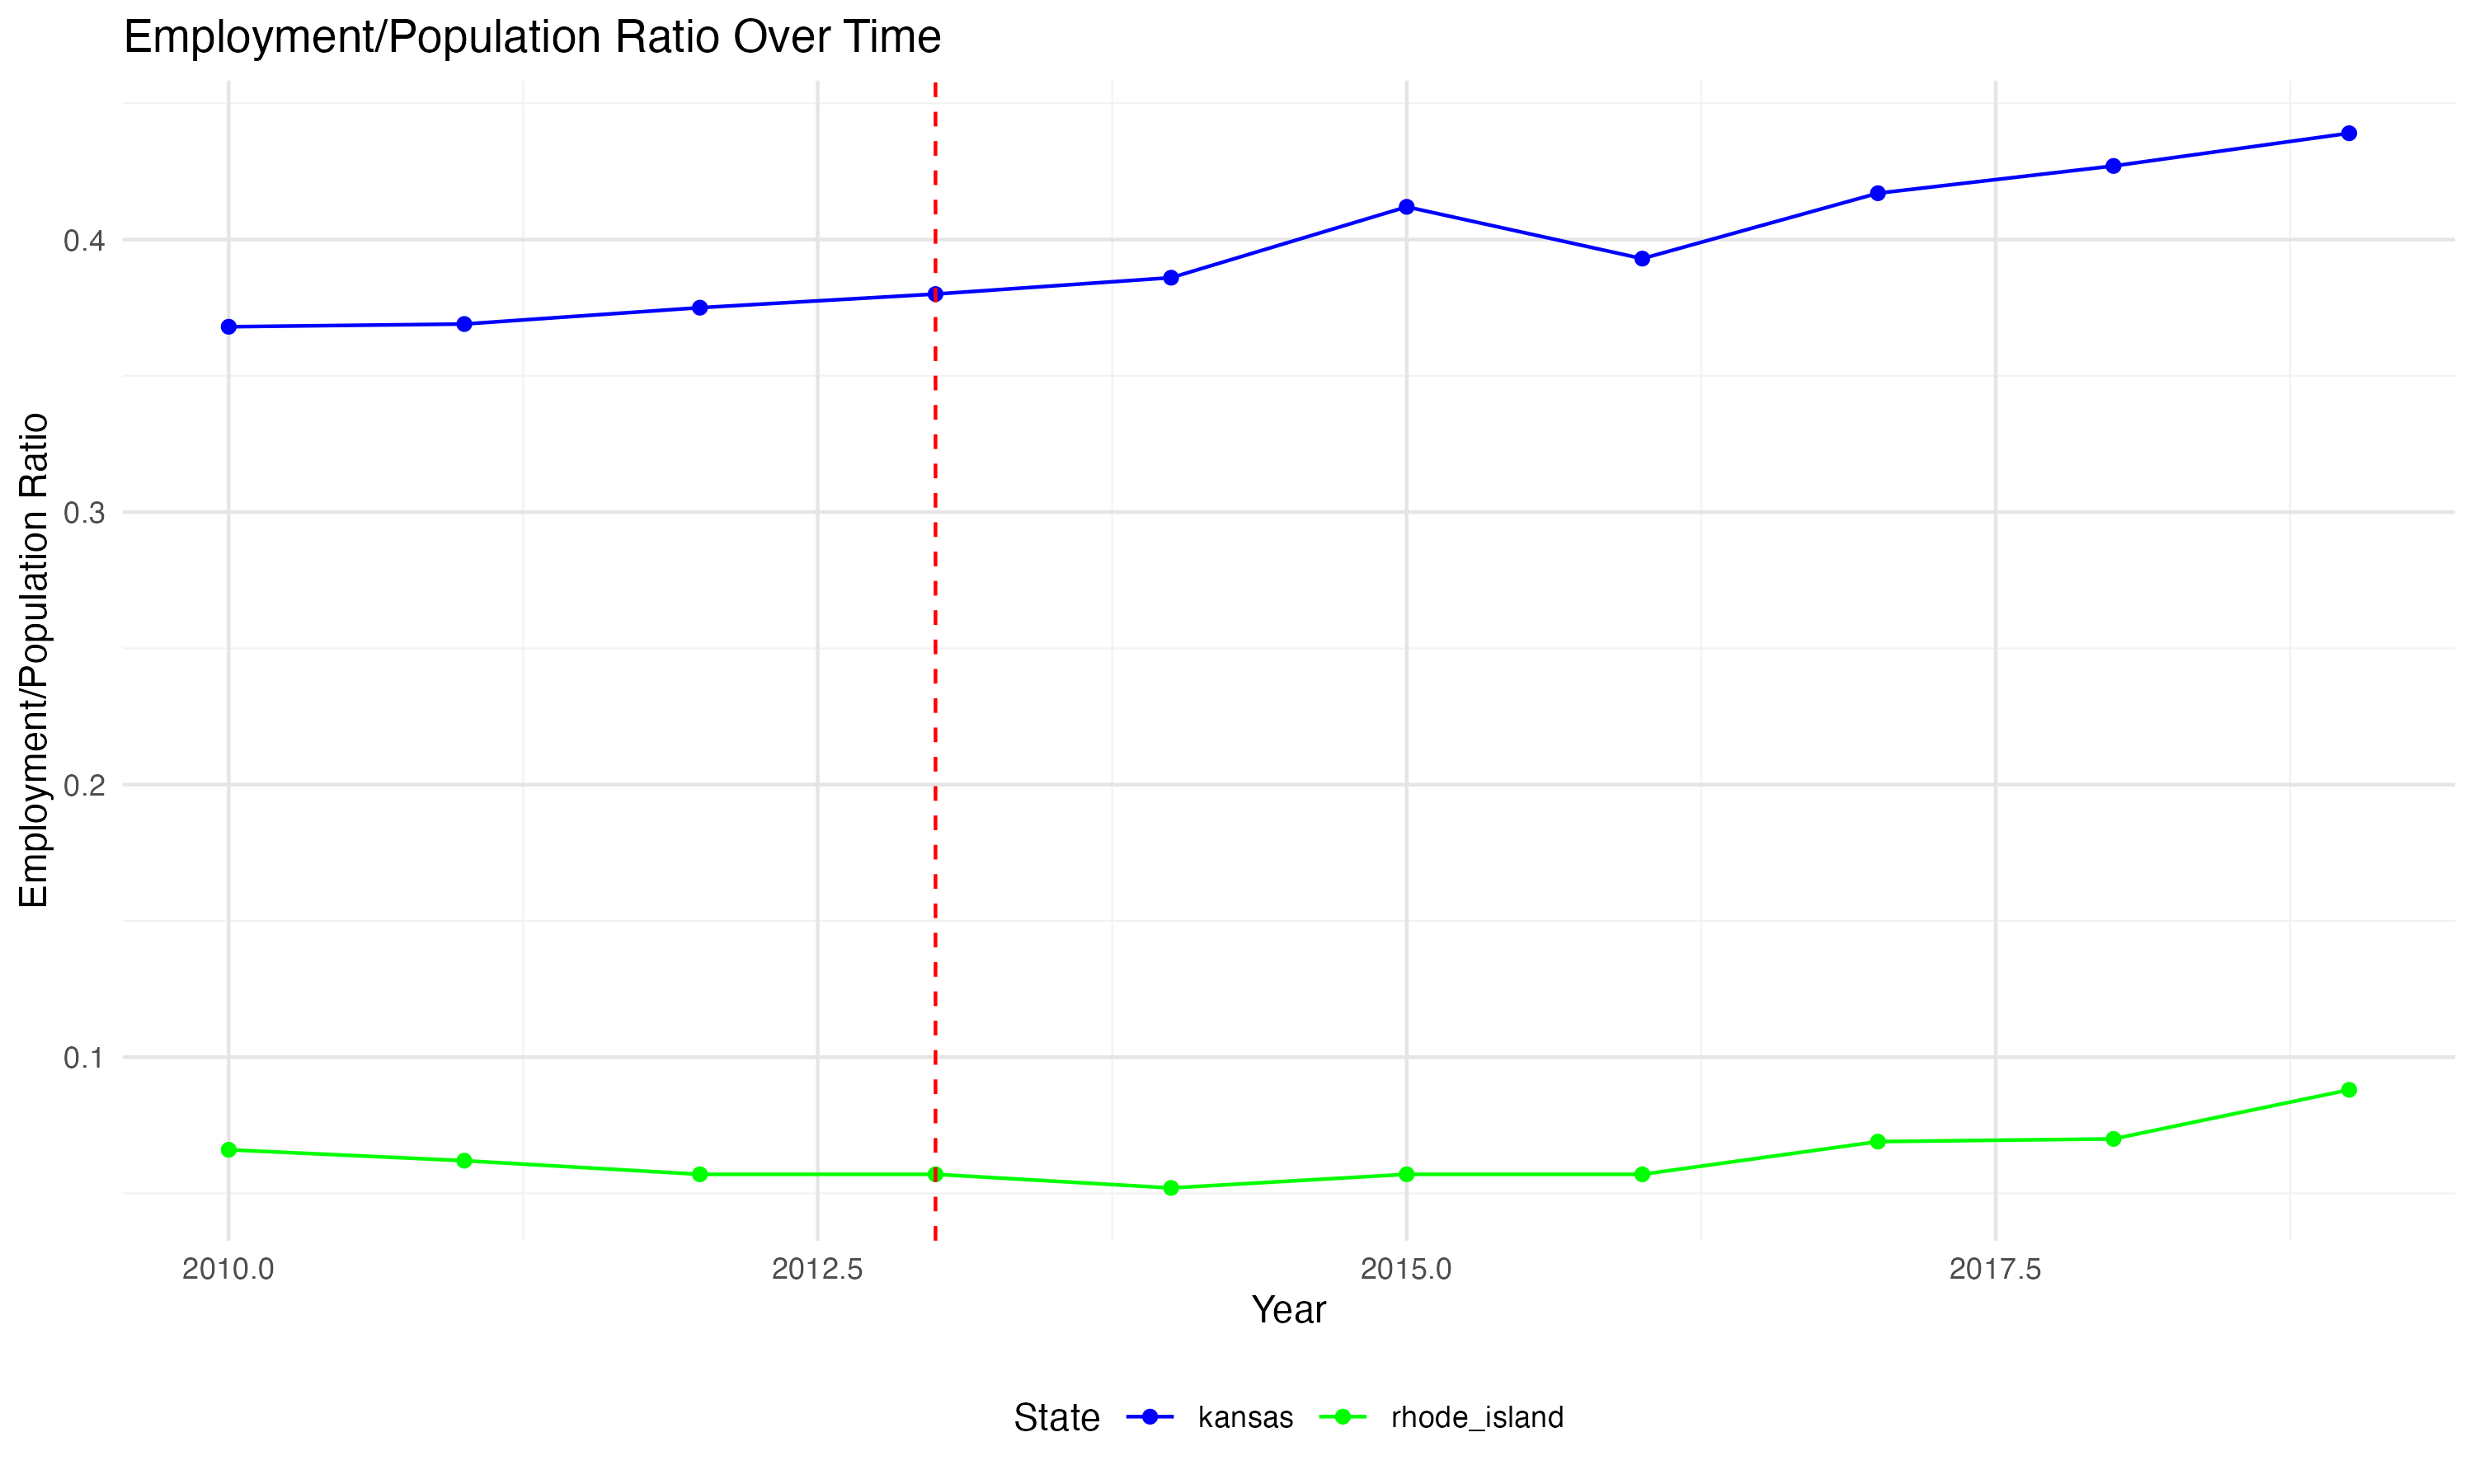 Employment/Population Ratio Over Time
Employment/Population Ratio
0.4
0.3
0.2
0.1
2010.0 2012.5 2015.0 2017.5
Year
State kansas rhode_island